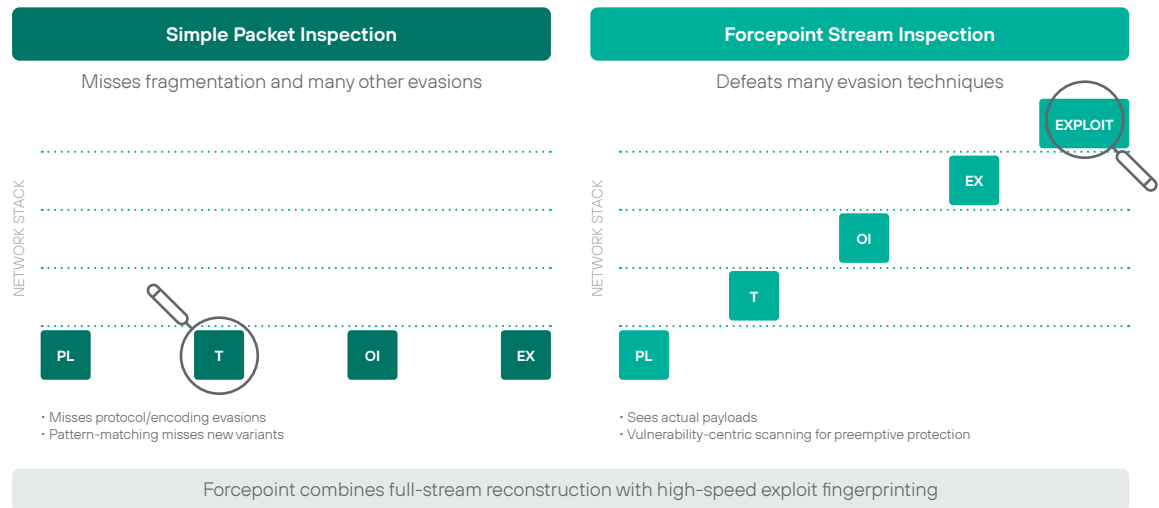 Simple Packet Inspection
Misses fragmentation and many other evasions
NETWORK STACK
PL
T
OI
EX
• Misses protocol/encoding evasions
• Pattern-matching misses new variants
Forcepoint Stream Inspection
Defeats many evasion techniques
NETWORK STACK
EXPLOIT
EX
OI
T
PL
• Sees actual payloads
• Vulnerability-centric scanning for preemptive protection
Forcepoint combines full-stream reconstruction with high-speed exploit fingerprinting